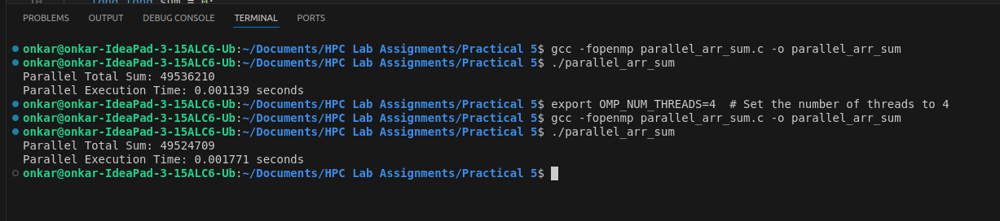 long long sum = 0;
PROBLEMS OUTPUT DEBUG CONSOLE TERMINAL PORTS
onkar@onkar-IdeaPad-3-15ALC6-Ub:~/Documents/HPC Lab Assignments/Practical 5$ gcc -fopenmp parallel_arr_sum.c -o parallel_arr_sum
onkar@onkar-IdeaPad-3-15ALC6-Ub:~/Documents/HPC Lab Assignments/Practical 5$ ./parallel_arr_sum
Parallel Total Sum: 49536210
Parallel Execution Time: 0.001139 seconds
onkar@onkar-IdeaPad-3-15ALC6-Ub:~/Documents/HPC Lab Assignments/Practical 5$ export OMP_NUM_THREADS=4  # Set the number of threads to 4
onkar@onkar-IdeaPad-3-15ALC6-Ub:~/Documents/HPC Lab Assignments/Practical 5$ gcc -fopenmp parallel_arr_sum.c -o parallel_arr_sum
onkar@onkar-IdeaPad-3-15ALC6-Ub:~/Documents/HPC Lab Assignments/Practical 5$ ./parallel_arr_sum
Parallel Total Sum: 49524709
Parallel Execution Time: 0.001771 seconds
onkar@onkar-IdeaPad-3-15ALC6-Ub:~/Documents/HPC Lab Assignments/Practical 5$